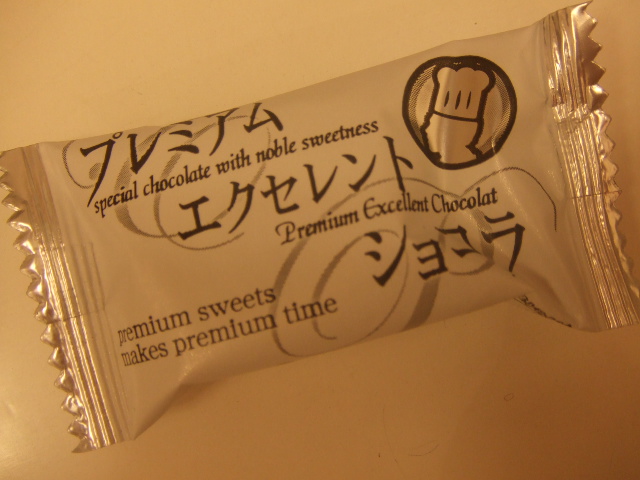 プレミアム
special chocolate with noble sweetness
エクセレント
Premium Excellent Chocolat
ショコラ
premium sweets
makes premium time